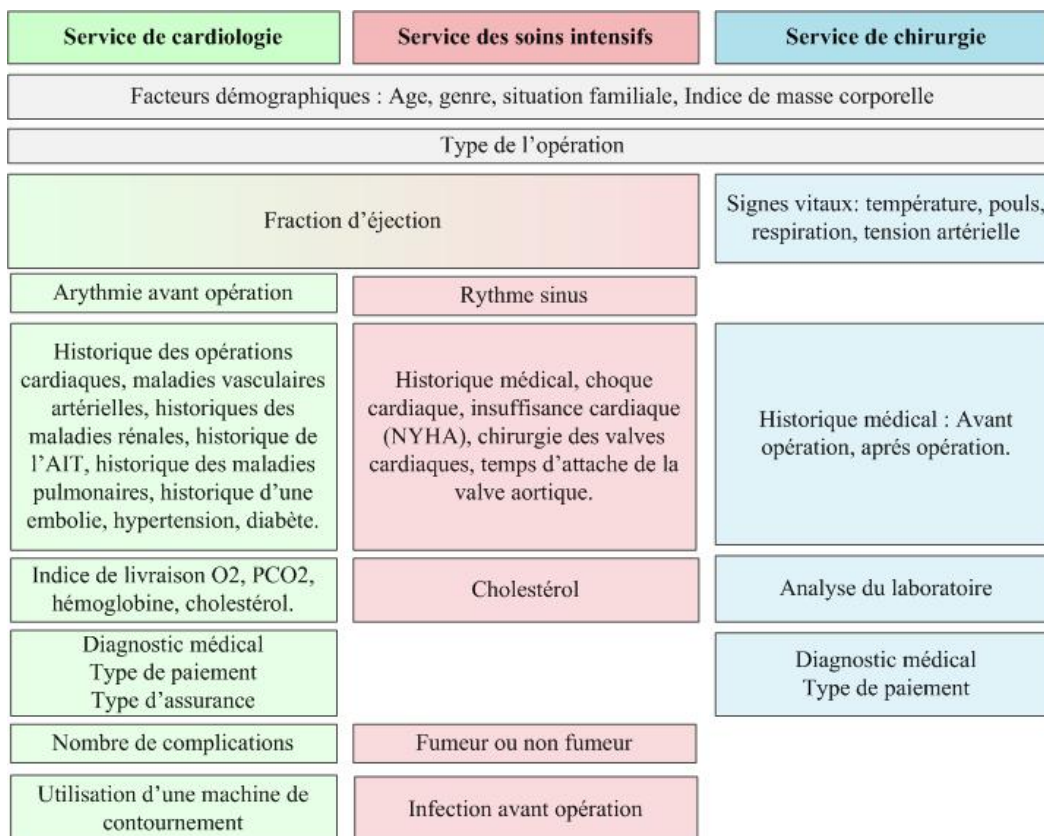 Service de cardiologie
Service des soins intensifs
Service de chirurgie
Facteurs démographiques : Age, genre, situation familiale, Indice de masse corporelle
Type de l'opération
Fraction d'éjection
Signes vitaux: température, pouls,
respiration, tension artérielle
Arythmie avant opération
Rythme sinus
Historique des opérations
cardiaques, maladies vasculaires
artérielles, historiques des
maladies rénales, historique de
l'AIT, historique des maladies
pulmonaires, historique d'une
embolie, hypertension, diabète.
Historique médical, choque
cardiaque, insuffisance cardiaque
(NYHA), chirurgie des valves
cardiaques, temps d'attache de la
valve aortique.
Historique médical : Avant
opération, aprés opération.
Indice de livraison O2, PCO2,
hémoglobine, cholestérol.
Cholestérol
Analyse du laboratoire
Diagnostic médical
Type de paiement
Type d'assurance
Diagnostic médical
Type de paiement
Nombre de complications
Fumeur ou non fumeur
Utilisation d'une machine de
contournement
Infection avant opération